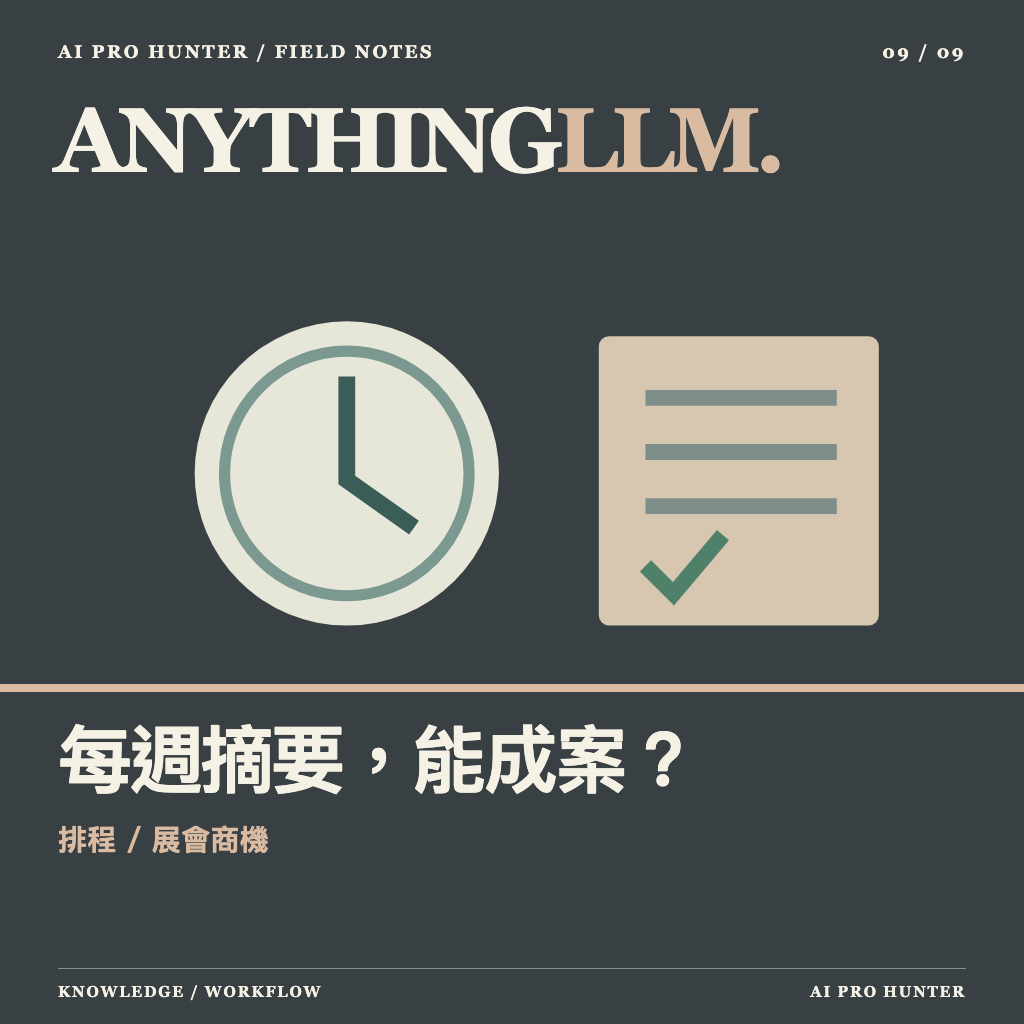 AI PRO HUNTER / FIELD NOTES
09 / 09
ANYTHINGLLM.
每週摘要，能成案？
排程 / 展會商機
KNOWLEDGE / WORKFLOW
AI PRO HUNTER